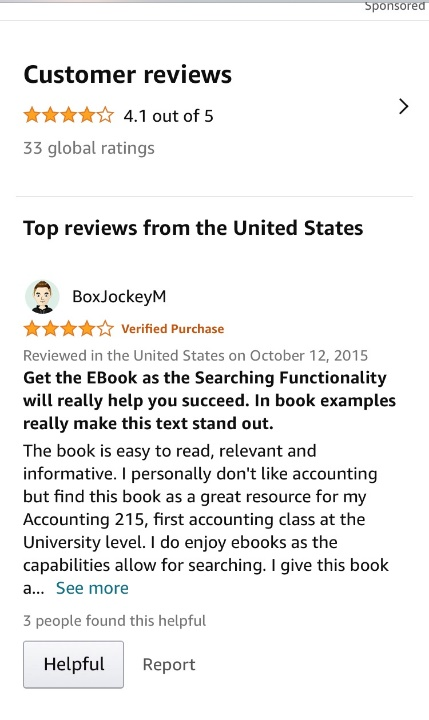 Sponsored
Customer reviews
4.1 out of 5
33 global ratings
Top reviews from the United States
BoxJockeyM
Verified Purchase
Reviewed in the United States on October 12, 2015
Get the EBook as the Searching Functionality
will really help you succeed. In book examples
really make this text stand out.
The book is easy to read, relevant and
informative. I personally don't like accounting
but find this book as a great resource for my
Accounting 215, first accounting class at the
University level. I do enjoy ebooks as the
capabilities allow for searching. I give this book
a... See more
3 people found this helpful
Helpful Report